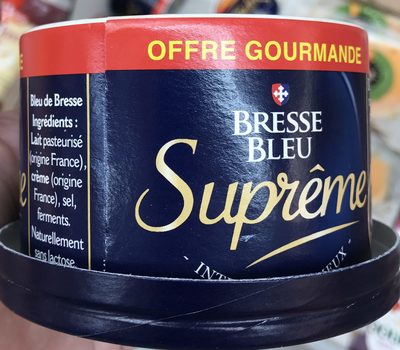 OFFRE GOURMANDE
BRESSE
BLEU
Suprême
Bleu de Bresse
Ingrédients :
Lait pasteurisé
(origine France),
crème (origine
France), sel,
ferments.
Naturellement
sans lactose